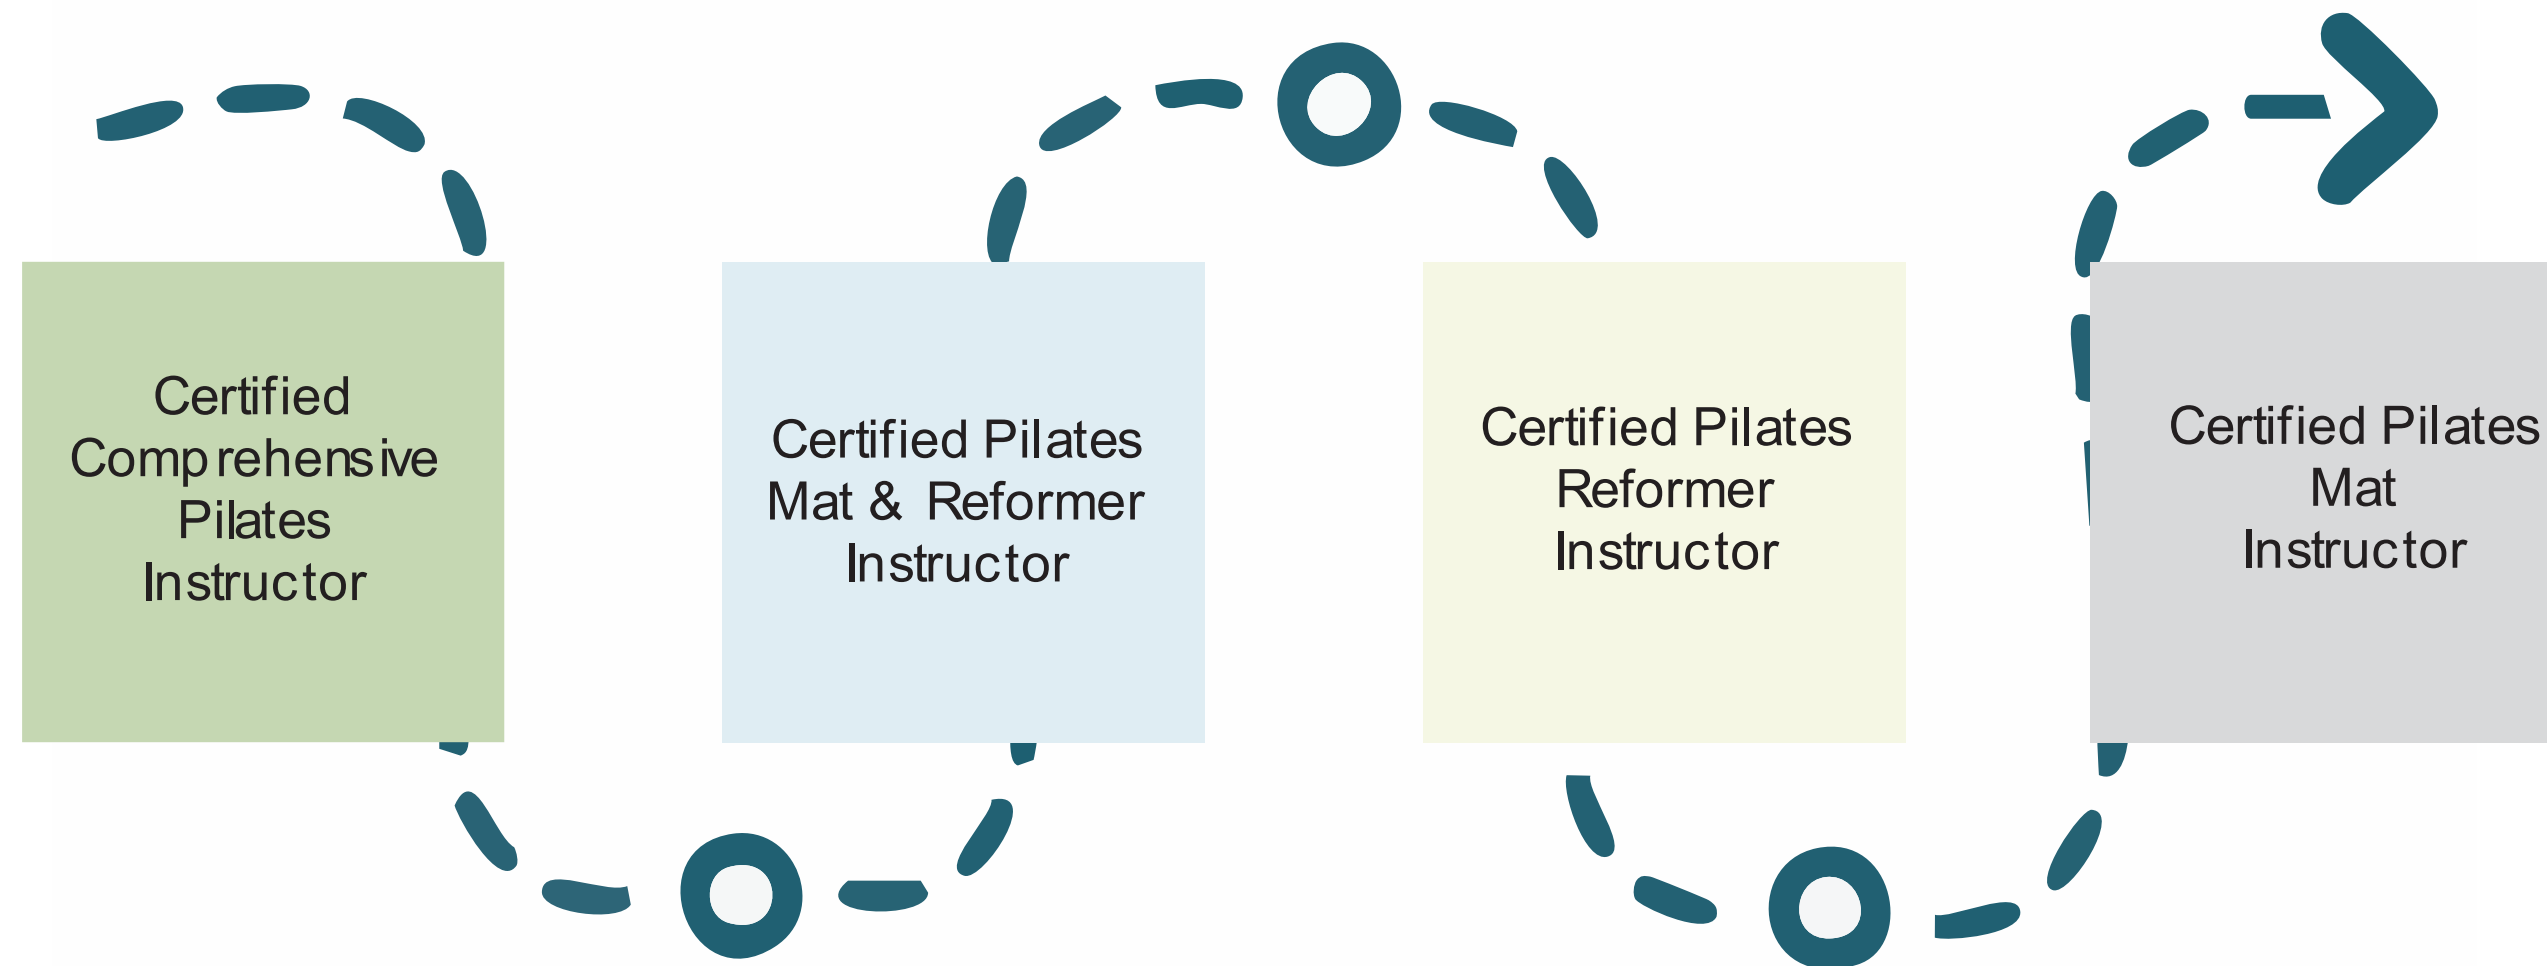 Certified
Comprehensive
Pilates
Instructor
Certified Pilates
Mat & Reformer
Instructor
Certified Pilates
Reformer
Instructor
Certified Pilates
Mat
Instructor